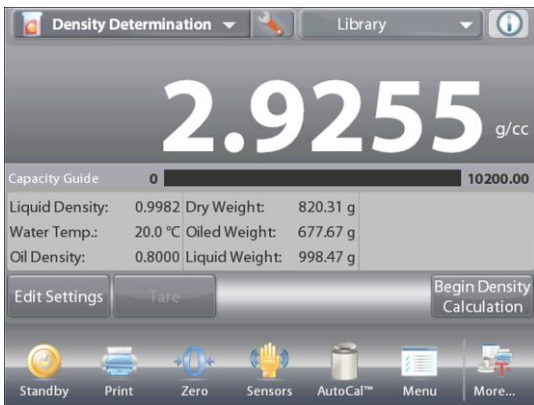 Density Determination Library
2.9255 g/cc
Capacity Guide 0 10200.00
Liquid Density: 0.9982 Dry Weight: 820.31 g
Water Temp.: 20.0 °C Oiled Weight: 677.67 g
Oil Density: 0.8000 Liquid Weight: 998.47 g
Edit Settings Tare Begin Density
Calculation
Standby Print Zero Sensors AutoCal™ Menu More...